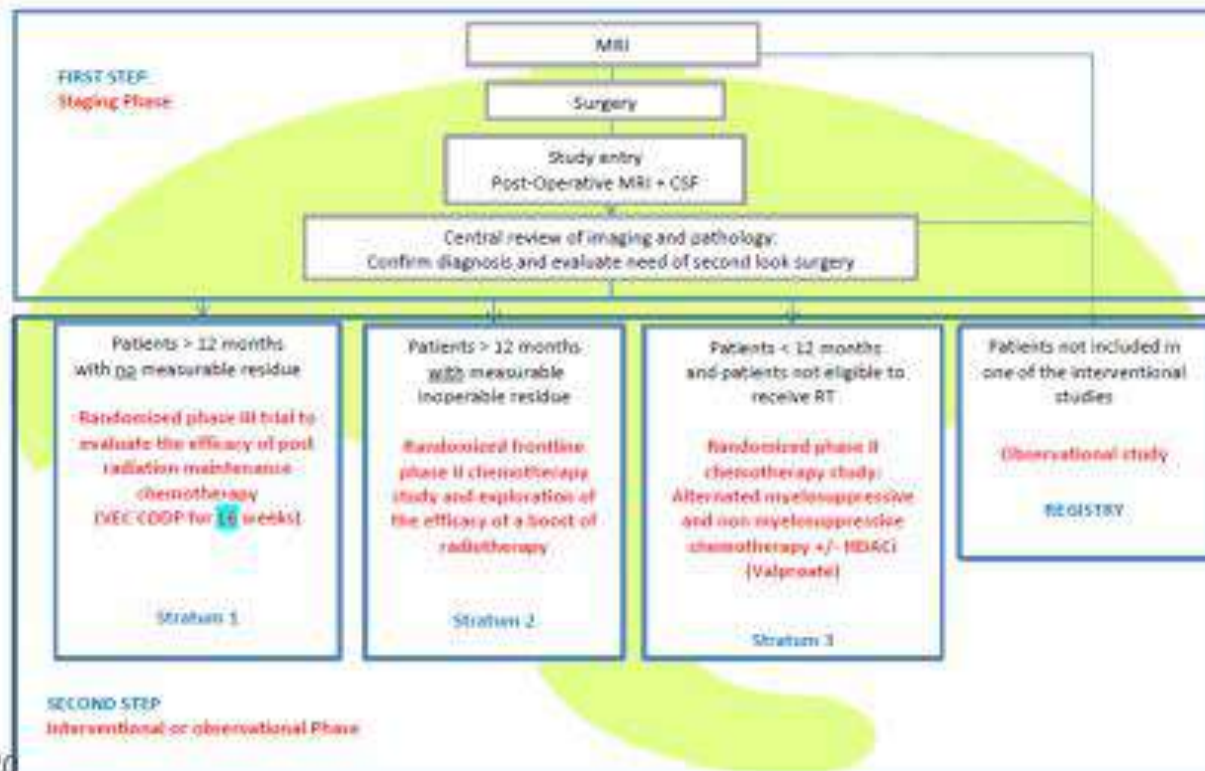 MRI
FIRST STEP
Staging Phase
Surgery
Study entry
Post-Operative MRI + CSF
Central review of imaging and pathology:
Confirm diagnosis and evaluate need of second look surgery
Patients > 12 months
with no measurable residue
Randomized phase III trial to
evaluate the efficacy of post
radiation maintenance
chemotherapy
(VEC CDDP for 16 weeks)
Stratum 1
Patients > 12 months
with measurable
inoperable residue
Randomized frontline
phase II chemotherapy
study and exploration of
the efficacy of a boost of
radiotherapy
Stratum 2
Patients < 12 months
and patients not eligible to
receive RT
Randomized phase II
chemotherapy study:
Alternated myelosuppressive
and non myelosuppressive
chemotherapy +/- HDACi
(Valproate)
Stratum 3
Patients not included in
one of the interventional
studies
Observational study
REGISTRY
SECOND STEP
Interventional or observational Phase